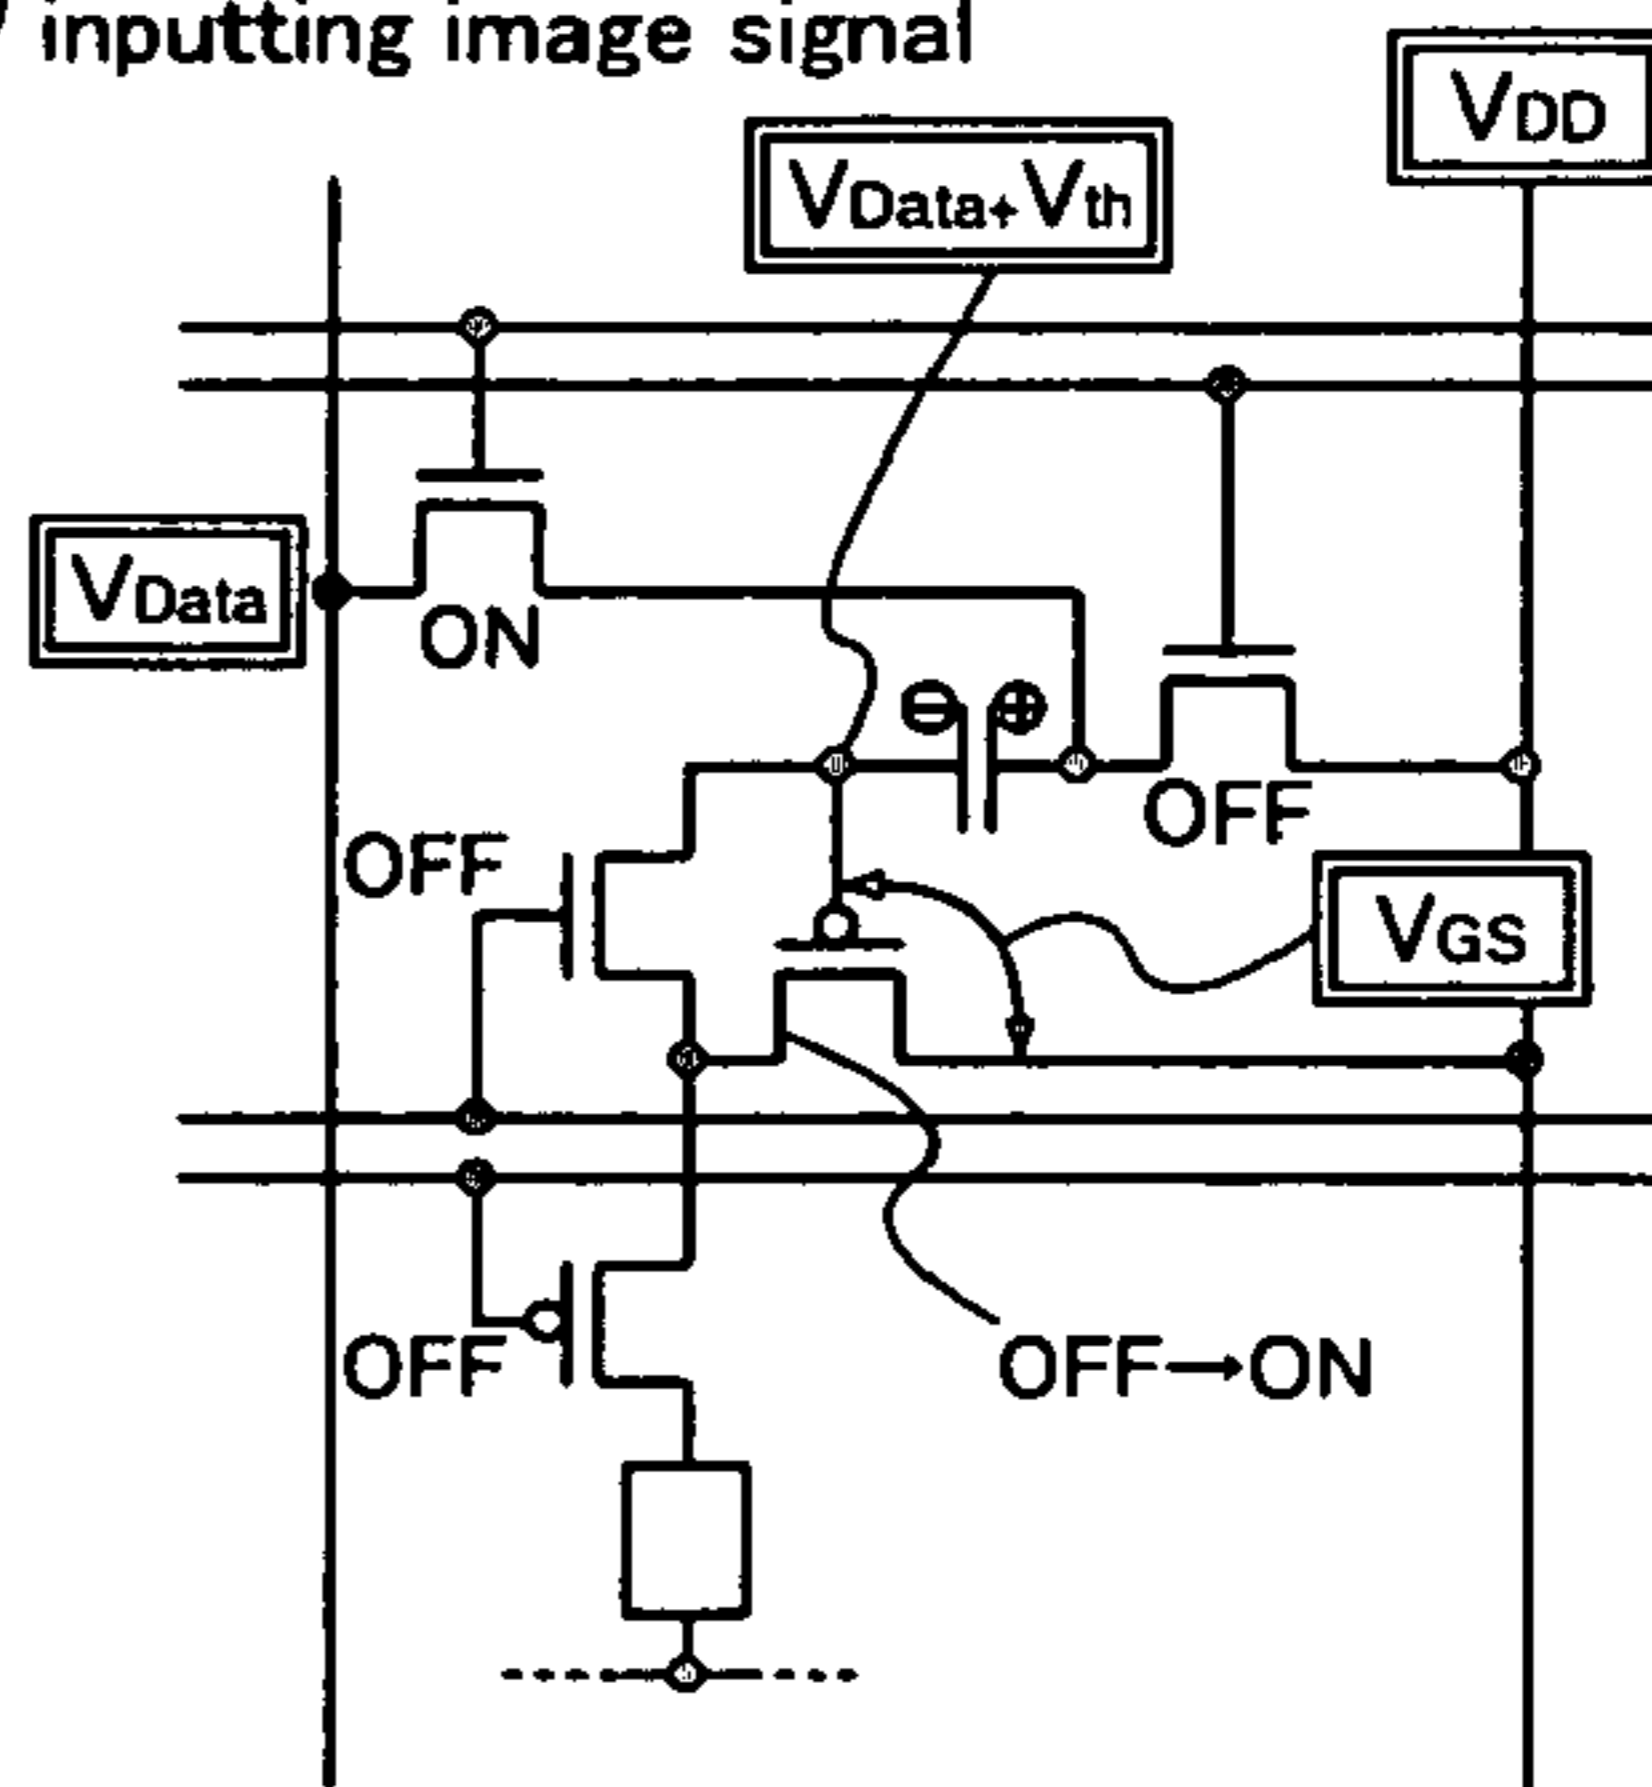 inputting image signal
VDD
VData+Vth
VData
ON
⊖ ⊕
OFF
OFF
VGS
OFF
OFF→ON